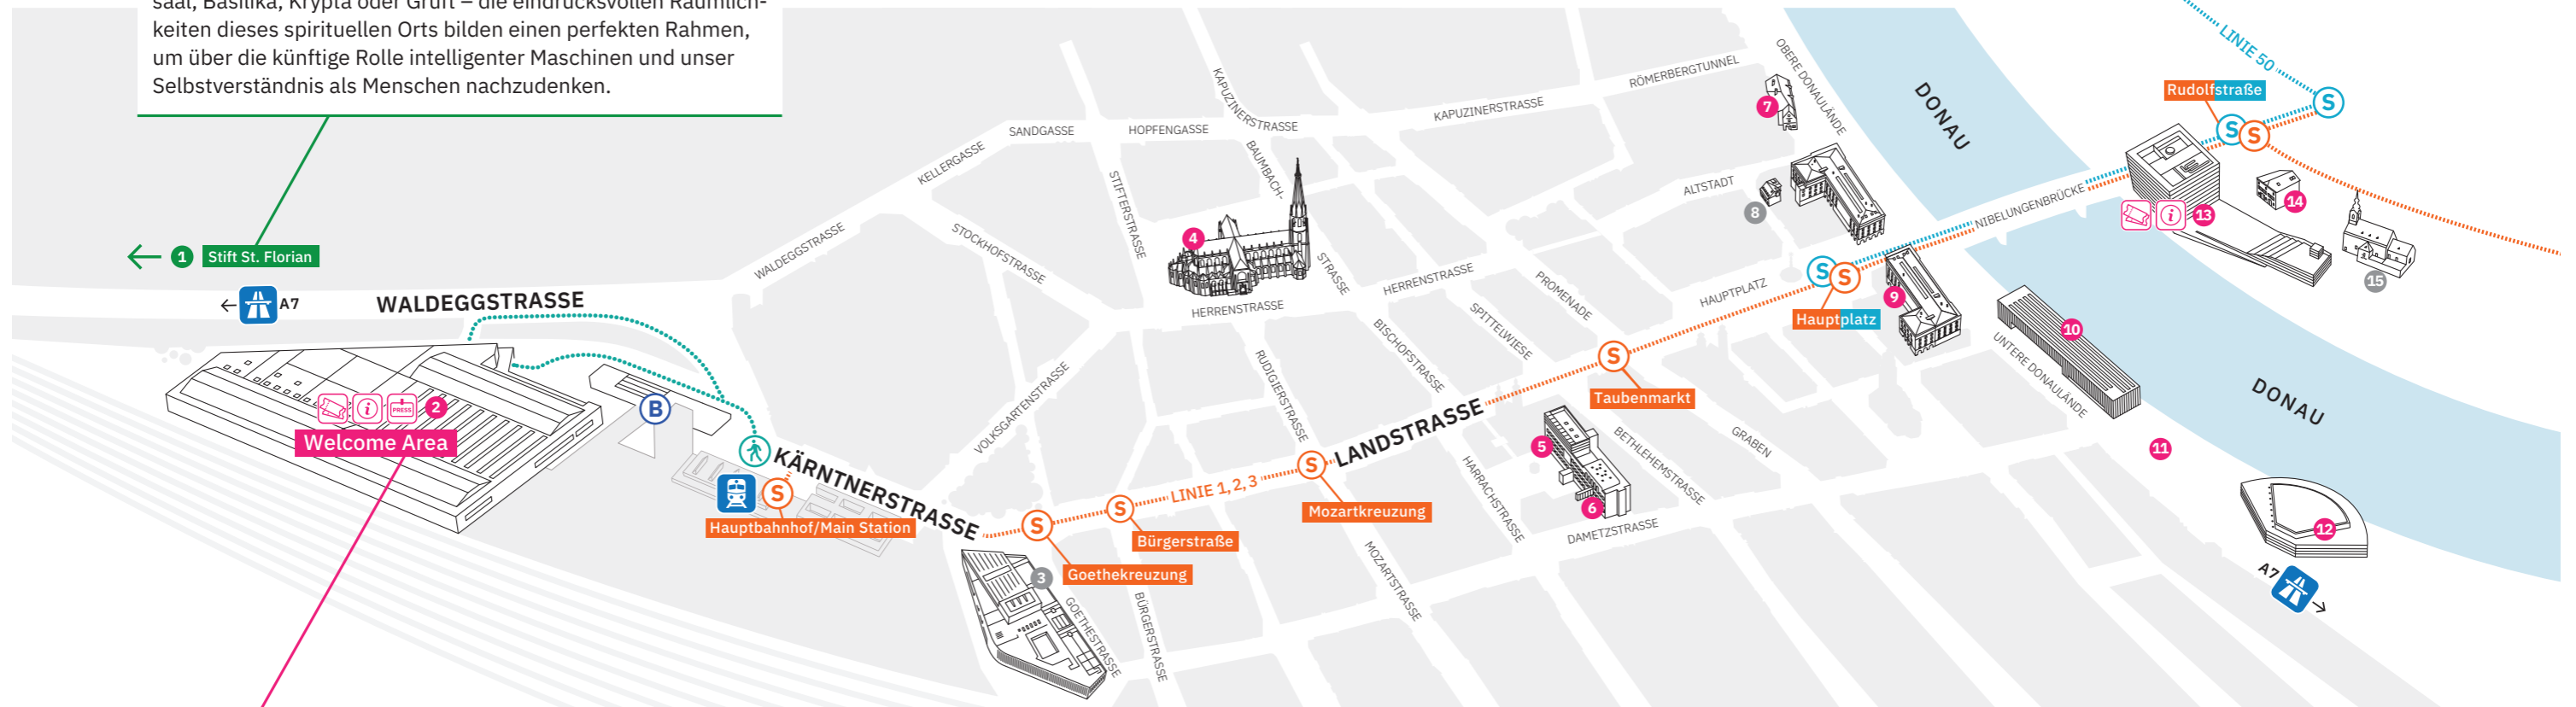 saal, Basilika, Krypta oder Gruft – die eindrucksvollen Räumlich-
keiten dieses spirituellen Orts bilden einen perfekten Rahmen,
um über die künftige Rolle intelligenter Maschinen und unser
Selbstverständnis als Menschen nachzudenken.
1 Stift St. Florian
A7
WALDEGGSTRASSE
PRESS
2
Welcome Area
B
S
Hauptbahnhof/Main Station
KÄRNTNERSTRASSE
WALDEGGSTRASSE
KELLERGASSE
SANDGASSE
HOPFENGASSE
KAPUZINERSTRASSE
KAPUZINERSTRASSE
RÖMERBERGTUNNEL
OBERE DONAULÄNDE
STIFTERSTRASSE
STOCKHOFSTRASSE
BAUMBACH-
STRASSE
4
HERRENSTRASSE
HERRENSTRASSE
VOLKSGARTENSTRASSE
RUDIGIERSTRASSE
BISCHOFSTRASSE
SPITTELWIESE
PROMENADE
ALTSTADT
HAUPTPLATZ
7
8
S
Goethekreuzung
S
Bürgerstraße
LINIE 1, 2, 3
S
Mozartkreuzung
LANDSTRASSE
S
Taubenmarkt
S
S
Hauptplatz
3
GOETHESTRASSE
BÜRGERSTRASSE
MOZARTSTRASSE
HARRACHSTRASSE
5
6
BETHLEHEMSTRASSE
GRABEN
DAMETZSTRASSE
9
NIBELUNGENBRÜCKE
DONAU
LINIE 50
Rudolfstraße
S
S
S
i
i
13
14
15
10
UNTERE DONAULÄNDE
DONAU
11
12
A7